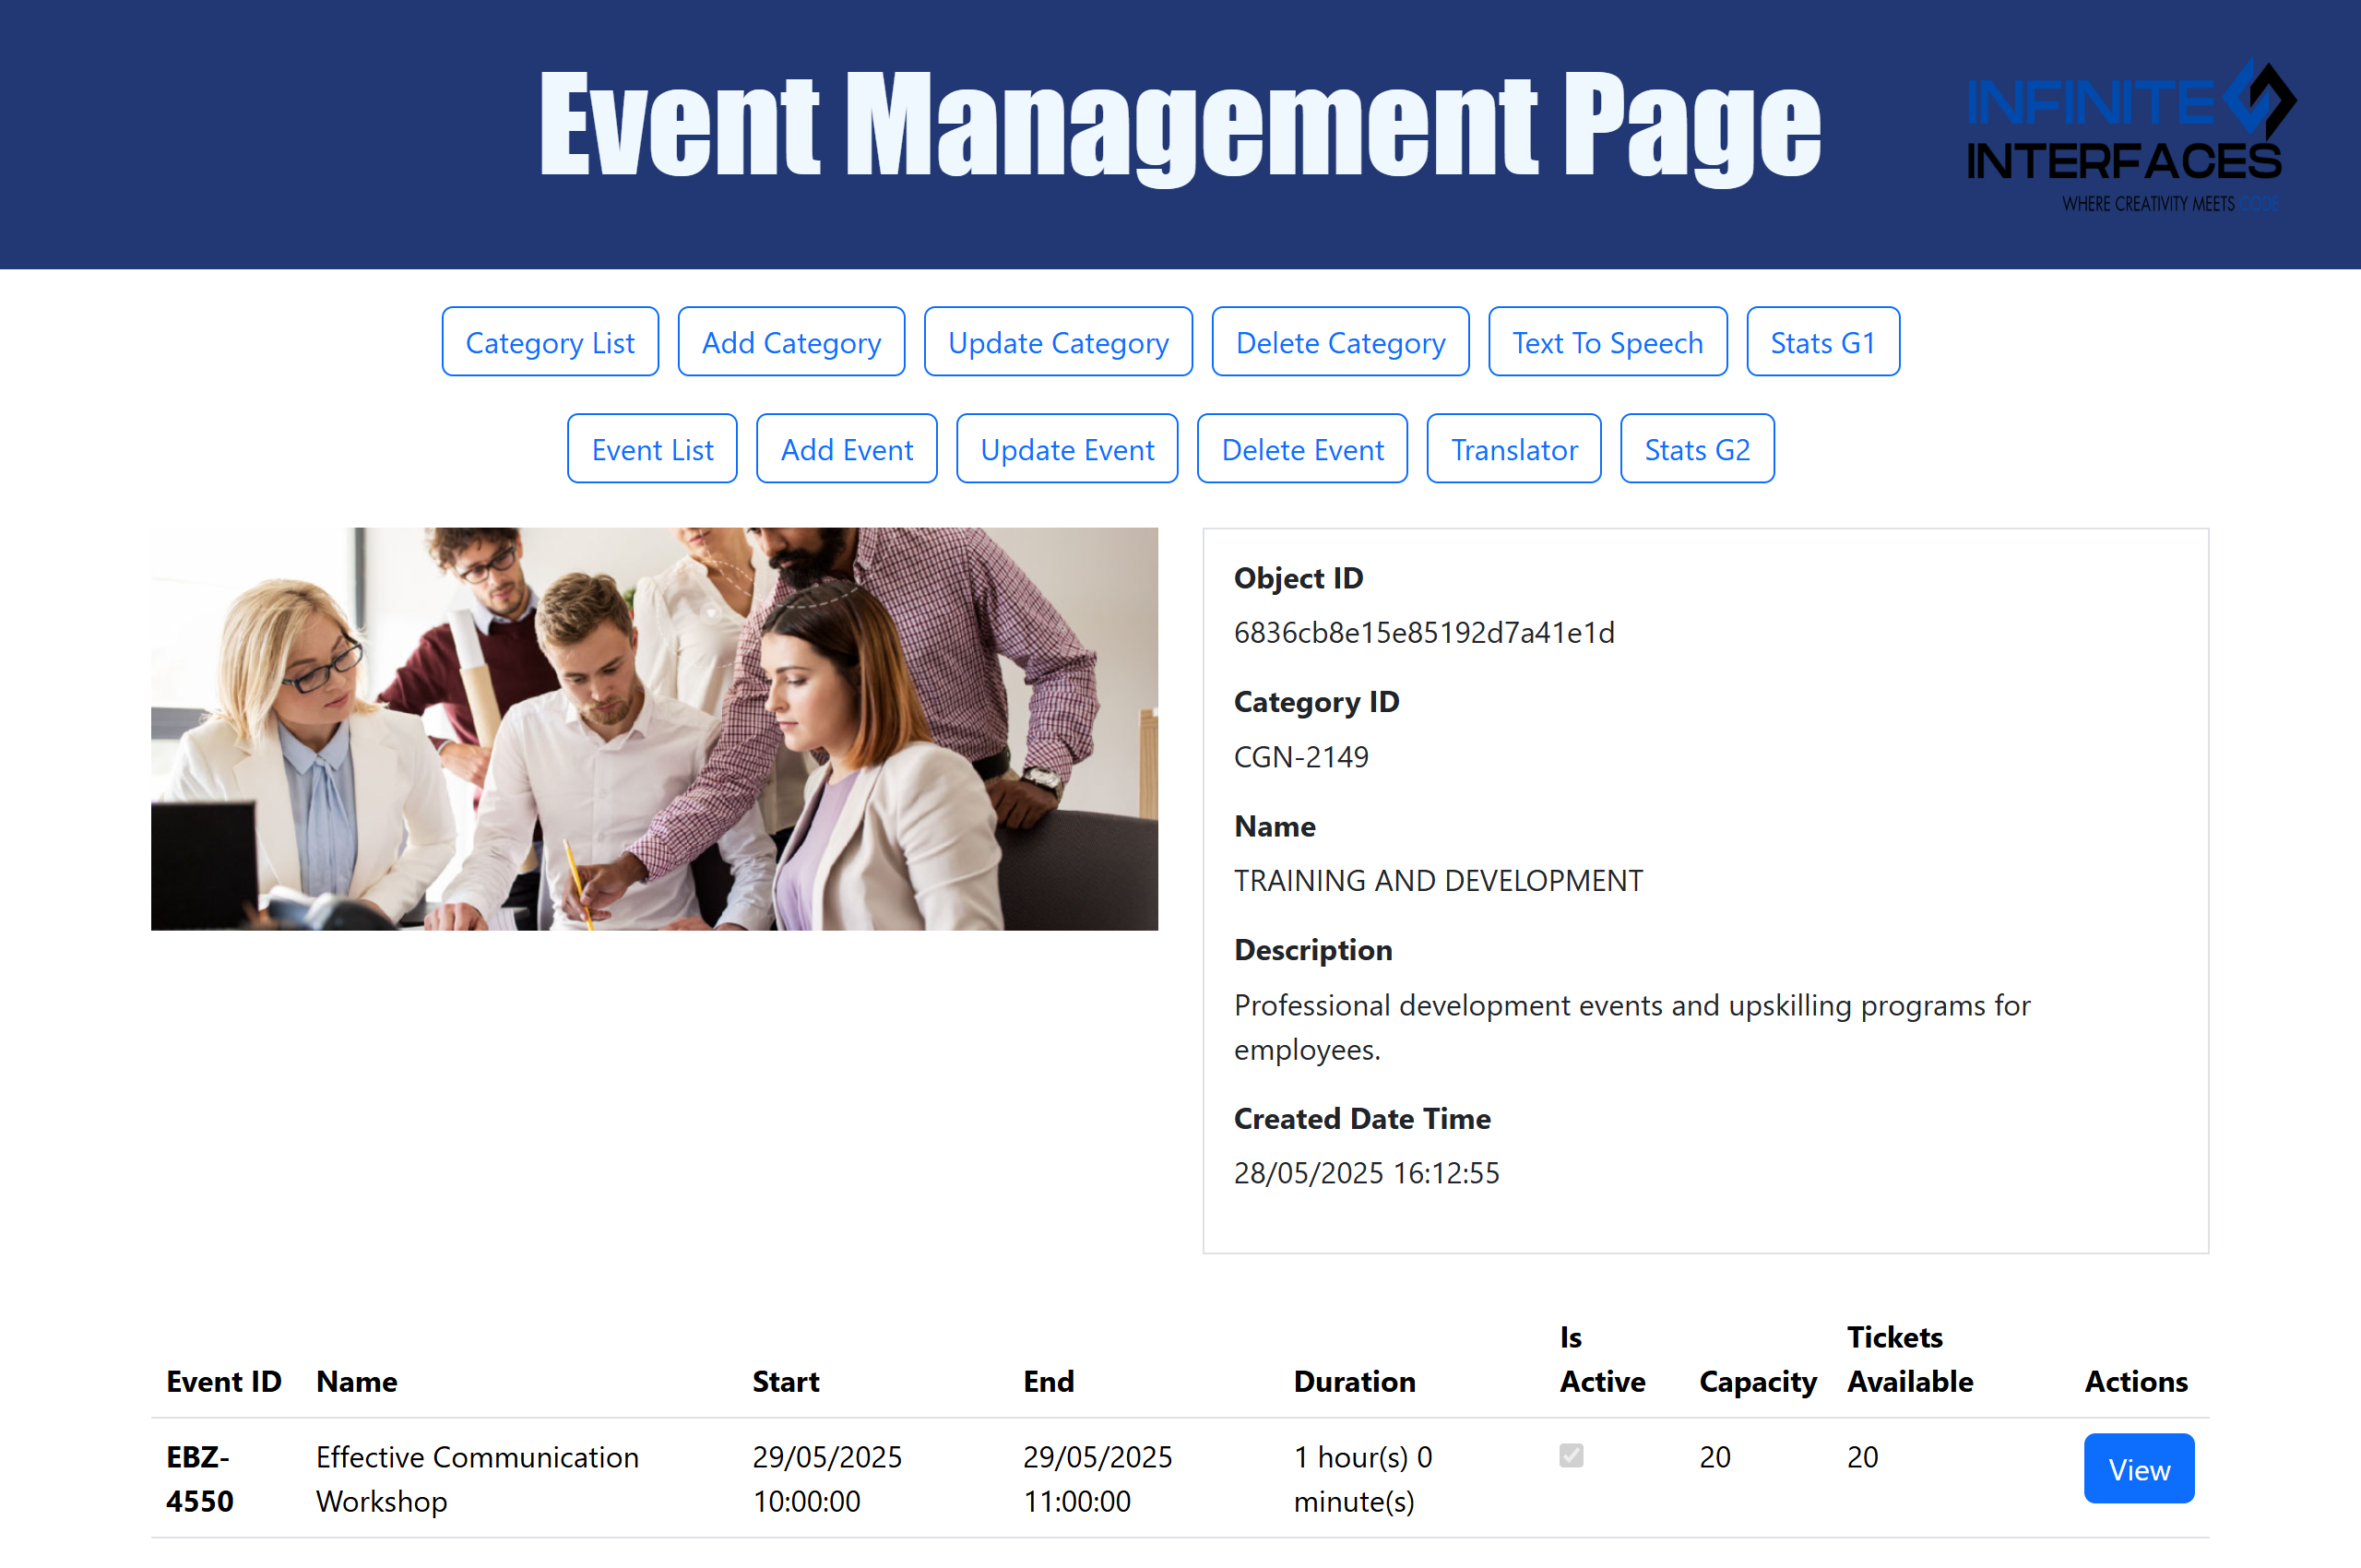 Event Management Page
INFINITE
INTERFACES
WHERE CREATIVITY MEETS CODE
Category List
Add Category
Update Category
Delete Category
Text To Speech
Stats G1
Event List
Add Event
Update Event
Delete Event
Translator
Stats G2
Object ID
6836cb8e15e85192d7a41e1d
Category ID
CGN-2149
Name
TRAINING AND DEVELOPMENT
Description
Professional development events and upskilling programs for
employees.
Created Date Time
28/05/2025 16:12:55
Event ID Name Start End Duration Is Active Capacity Tickets Available Actions
EBZ- Effective Communication 29/05/2025 29/05/2025 1 hour(s) 0 20 20 View
4550 Workshop 10:00:00 11:00:00 minute(s)